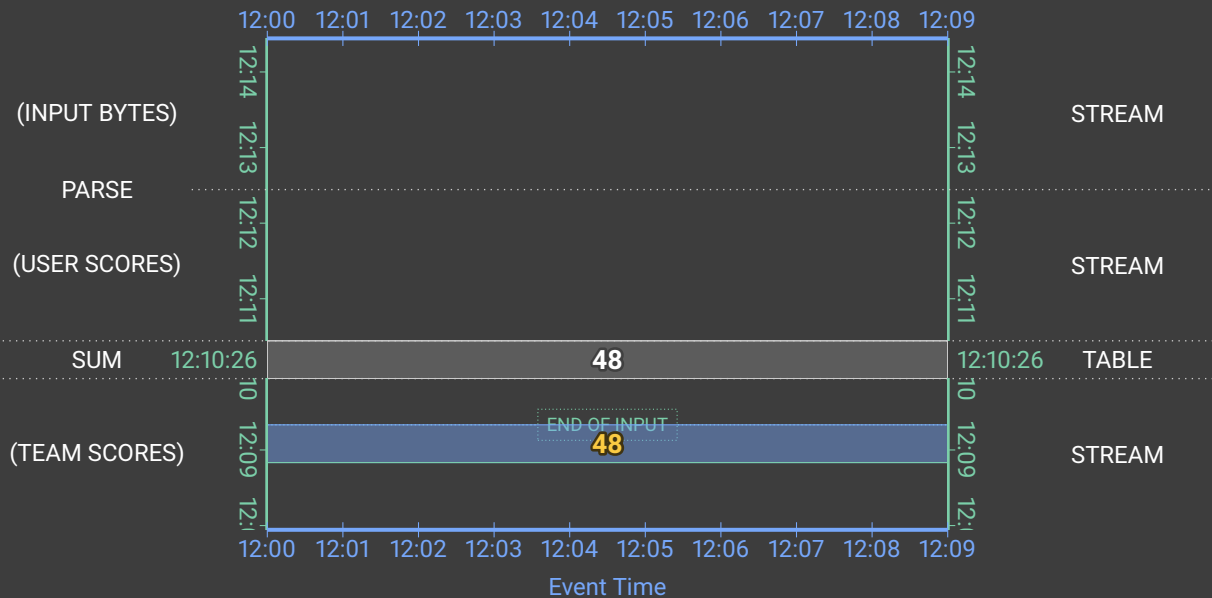 12:00 12:01 12:02 12:03 12:04 12:05 12:06 12:07 12:08 12:09
12:14 12:14
(INPUT BYTES) STREAM
12:13 12:13
PARSE
12:12 12:12
(USER SCORES) STREAM
12:11 12:11
SUM 12:10:26 48 12:10:26 TABLE
10 10
END OF INPUT
48
(TEAM SCORES) 12:09 12:09 STREAM
12:0 12:0
12:00 12:01 12:02 12:03 12:04 12:05 12:06 12:07 12:08 12:09
Event Time